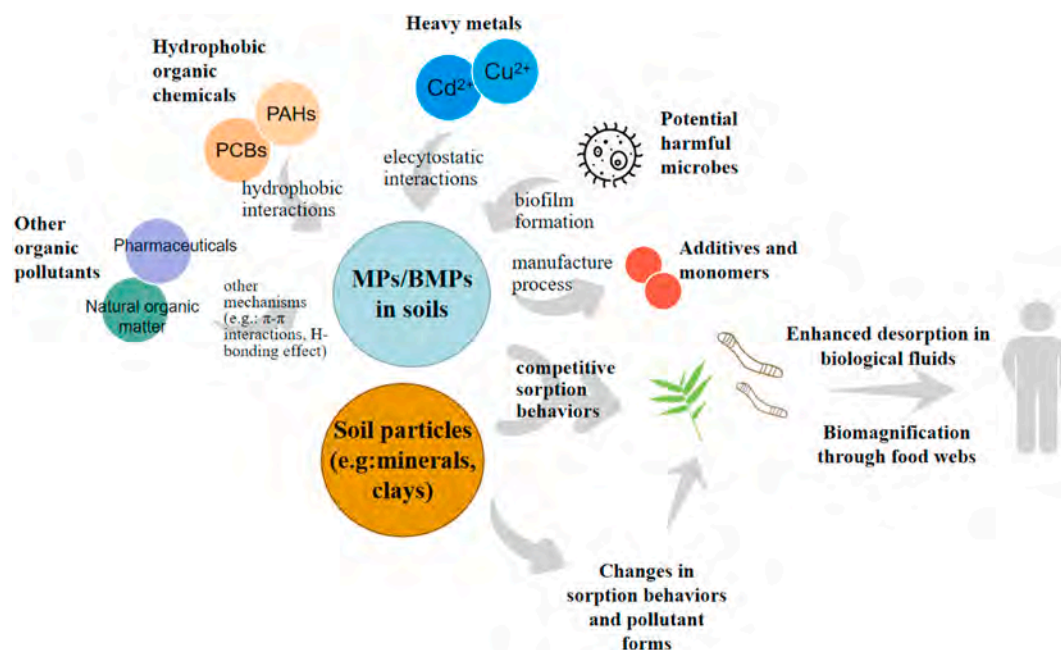 Heavy metals
Cd2+
Cu2+
Hydrophobic
organic
chemicals
PAHs
PCBs
hydrophobic
interactions
elecytostatic
interactions
Potential
harmful
microbes
biofilm
formation
Other
organic
pollutants
Pharmaceuticals
Natural organic
matter
other
mechanisms
(e.g.: π-π
interactions, H-
bonding effect)
MPs/BMPs
in soils
manufacture
process
Additives and
monomers
Soil particles
(e.g:minerals,
clays)
competitive
sorption
behaviors
Enhanced desorption in
biological fluids
Biomagnification
through food webs
Changes in
sorption behaviors
and pollutant
forms